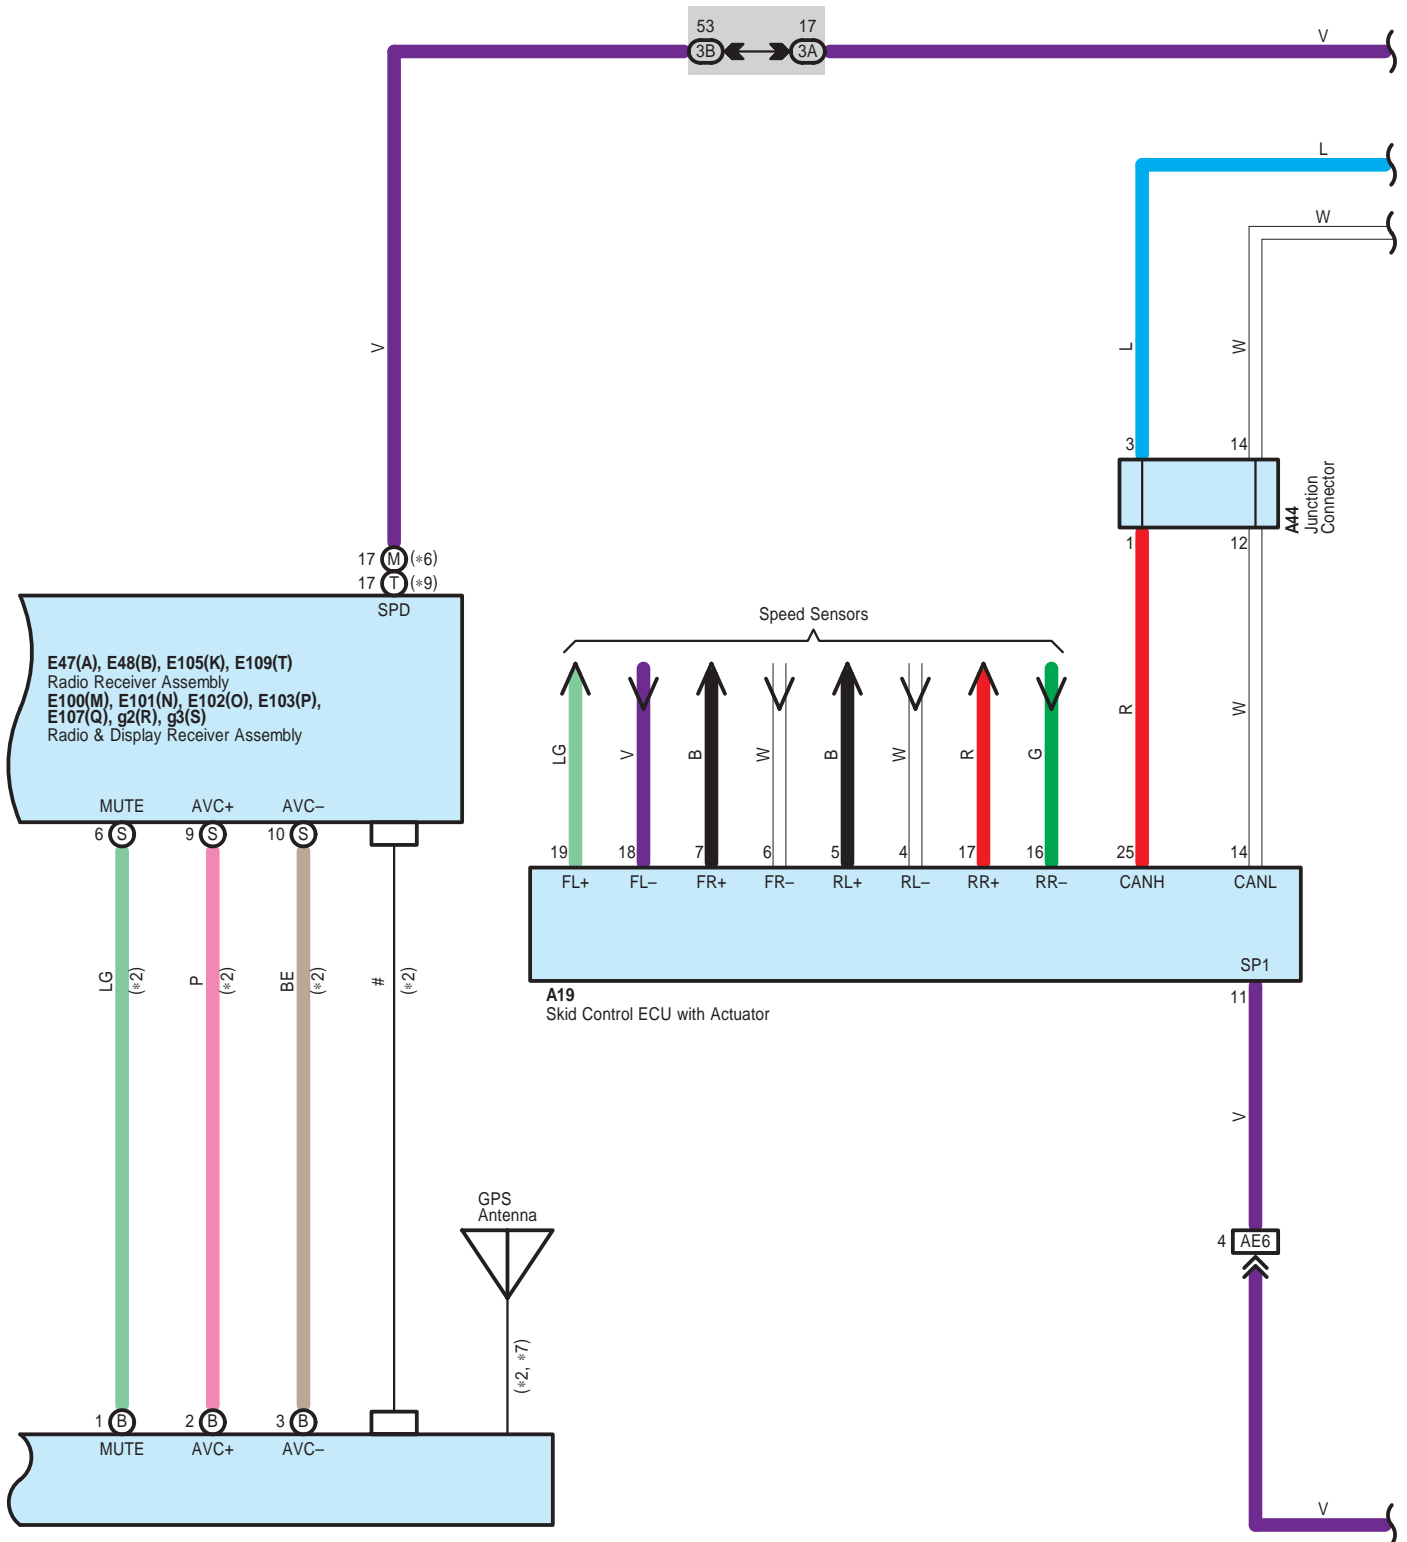 53 17
3B 3A
V
L
W
V
L
W
3 14
A44
Junction
Connector
1 12
17 M (*6)
17 T (*9)
SPD
E47(A), E48(B), E105(K), E109(T)
Radio Receiver Assembly
E100(M), E101(N), E102(O), E103(P),
E107(Q), g2(R), g3(S)
Radio & Display Receiver Assembly
MUTE AVC+ AVC–
6 S 9 S 10 S
Speed Sensors
LG V B W B W R G R W
19 18 7 6 5 4 17 16 25 14
FL+ FL– FR+ FR– RL+ RL– RR+ RR– CANH CANL
SP1
A19
Skid Control ECU with Actuator
11
LG (*2) P (*2) BE (*2) # (*2)
V
GPS
Antenna
4 AE6
(*2, *7)
1 B 2 B 3 B
MUTE AVC+ AVC–
V